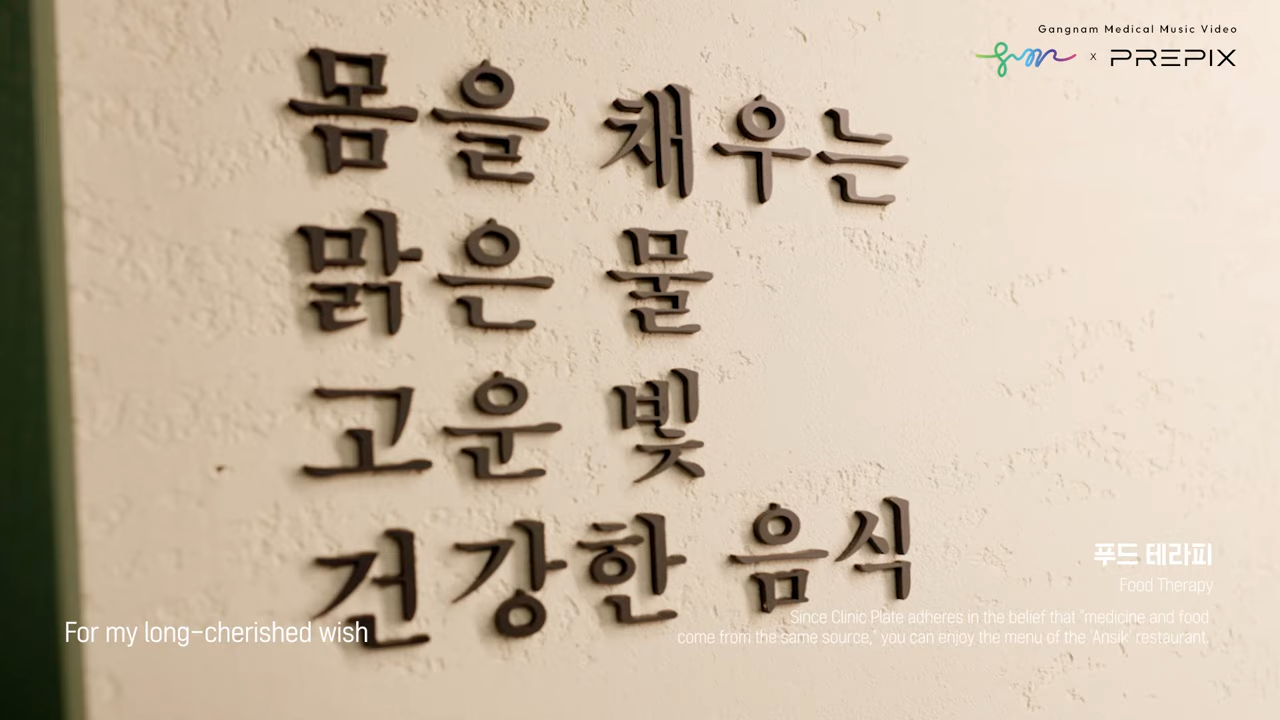 Gangnam Medical Music Video
gmm x PREPIX
몸을 채우는
맑은 물
고운 빛
건강한 음식
푸드 테라피
Food Therapy
Since Clinic Plate adheres in the belief that "medicine and food
come from the same source," you can enjoy the menu of the 'Ansik' restaurant.
For my long-cherished wish